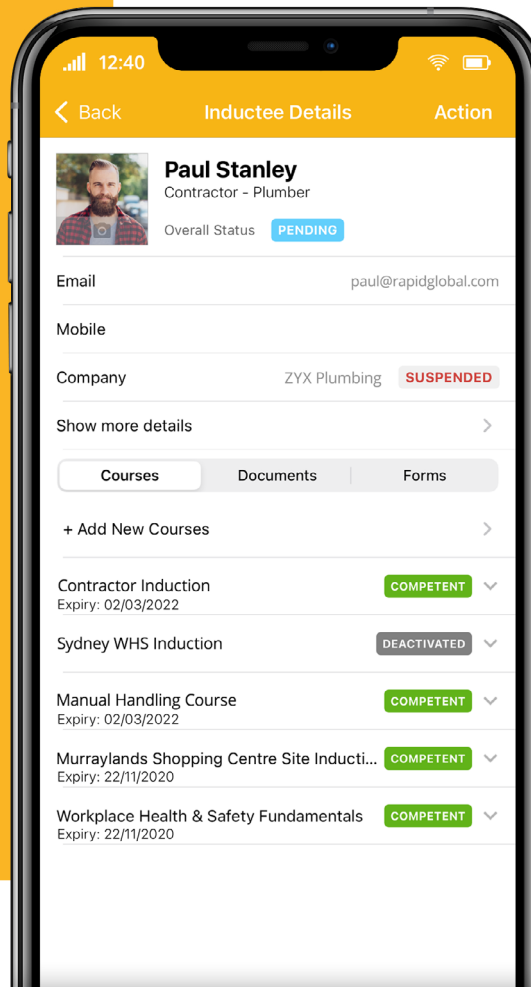 12:40
Back
Inductee Details
Action
Paul Stanley
Contractor - Plumber
Overall Status PENDING
Email paul@rapidglobal.com
Mobile
Company ZYX Plumbing SUSPENDED
Show more details
Courses Documents Forms
+ Add New Courses
Contractor Induction COMPETENT
Expiry: 02/03/2022
Sydney WHS Induction DEACTIVATED
Manual Handling Course COMPETENT
Expiry: 02/03/2022
Murraylands Shopping Centre Site Inducti... COMPETENT
Expiry: 22/11/2020
Workplace Health & Safety Fundamentals COMPETENT
Expiry: 22/11/2020